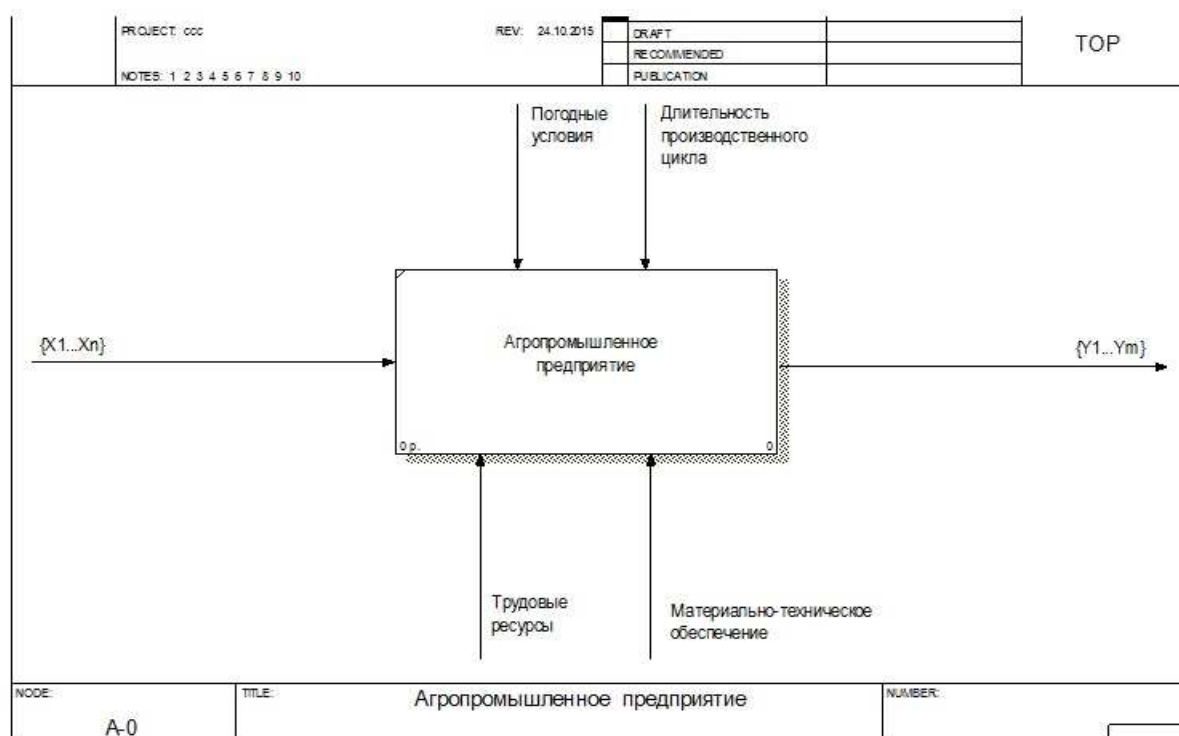 PROJECT: ccc
REV: 24.10.2015
DRAFT
RECOMMENDED
PUBLICATION
TOP
NOTES: 1 2 3 4 5 6 7 8 9 10
Погодные
условия
Длительность
производственного
цикла
{X1...Xn}
Агропромышленное
предприятие
{Y1...Ym}
0 р.
0
Трудовые
ресурсы
Материально-техническое
обеспечение
NODE:
A-0
TITLE:
Агропромышленное предприятие
NUMBER: